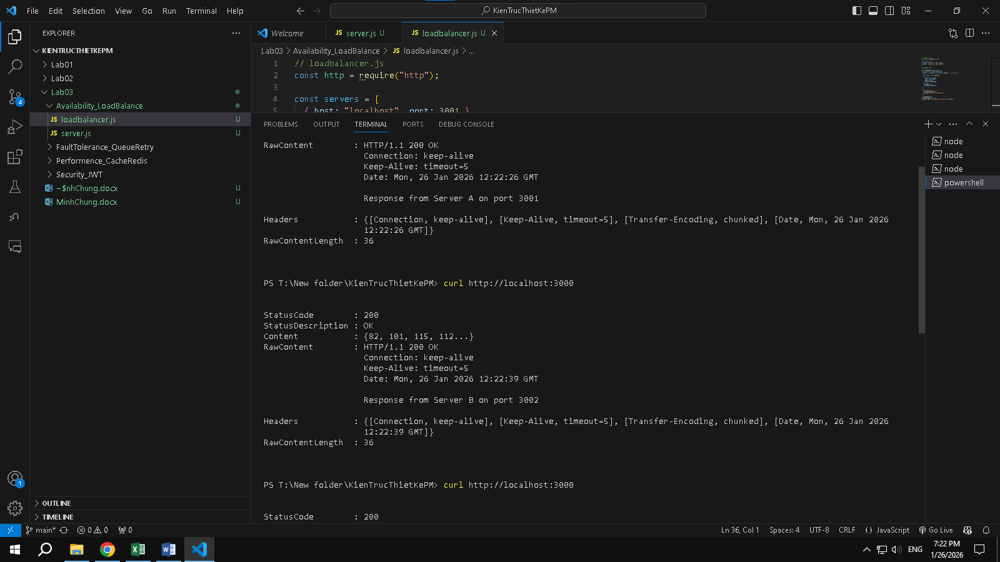 File Edit Selection View Go Run Terminal Help
KienTrucThietKePM
EXPLORER
KIENTRUCTHIETKEPM
Lab01
Lab02
Lab03
Availability_LoadBalance
JS loadbalancer.js U
JS server.js U
FaultTolerance_QueueRetry
Performence_CacheRedis
Security_JWT
~$nhChung.docx U
MinhChung.docx U
OUTLINE
TIMELINE
4
1
Welcome
JS server.js U
JS loadbalancer.js U
Lab03 > Availability_LoadBalance > JS loadbalancer.js > ...
1 // loadbalancer.js
2 const http = require("http");
3
4 const servers = [
5 { host: "localhost", port: 3001 }
PROBLEMS OUTPUT TERMINAL PORTS DEBUG CONSOLE
RawContent : HTTP/1.1 200 OK
Connection: keep-alive
Keep-Alive: timeout=5
Date: Mon, 26 Jan 2026 12:22:26 GMT
Response from Server A on port 3001
Headers : {[Connection, keep-alive], [Keep-Alive, timeout=5], [Transfer-Encoding, chunked], [Date, Mon, 26 Jan 2026
12:22:26 GMT]}
RawContentLength : 36
PS T:\New folder\KienTrucThietKePM> curl http://localhost:3000
StatusCode : 200
StatusDescription : OK
Content : {82, 101, 115, 112...}
RawContent : HTTP/1.1 200 OK
Connection: keep-alive
Keep-Alive: timeout=5
Date: Mon, 26 Jan 2026 12:22:39 GMT
Response from Server B on port 3002
Headers : {[Connection, keep-alive], [Keep-Alive, timeout=5], [Transfer-Encoding, chunked], [Date, Mon, 26 Jan 2026
12:22:39 GMT]}
RawContentLength : 36
PS T:\New folder\KienTrucThietKePM> curl http://localhost:3000
StatusCode : 200
node
node
node
powershell
main* 0 0 0
Ln 36, Col 1 Spaces: 4 UTF-8 CRLF {} JavaScript Go Live
ENG
7:22 PM
1/26/2026